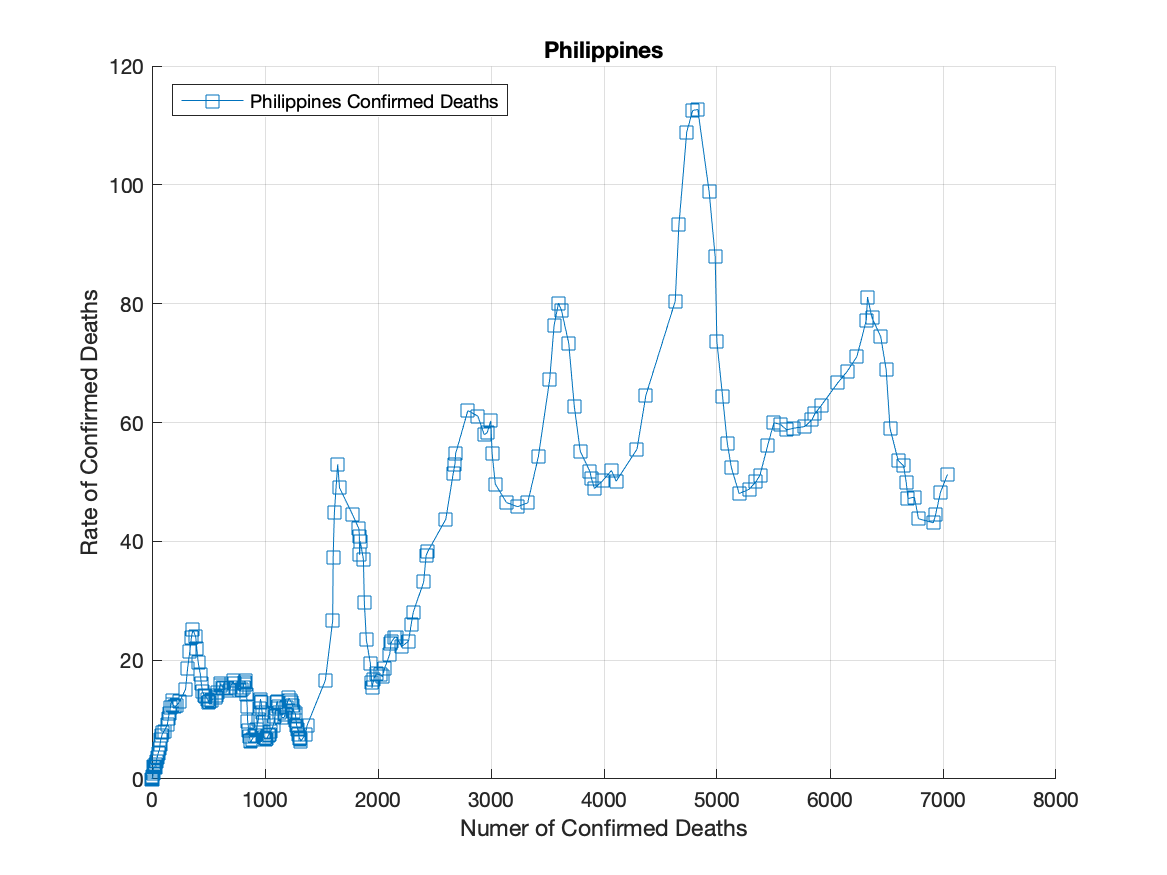 Philippines
Philippines Confirmed Deaths
120
100
80
60
40
20
0
Rate of Confirmed Deaths
0 1000 2000 3000 4000 5000 6000 7000 8000
Numer of Confirmed Deaths